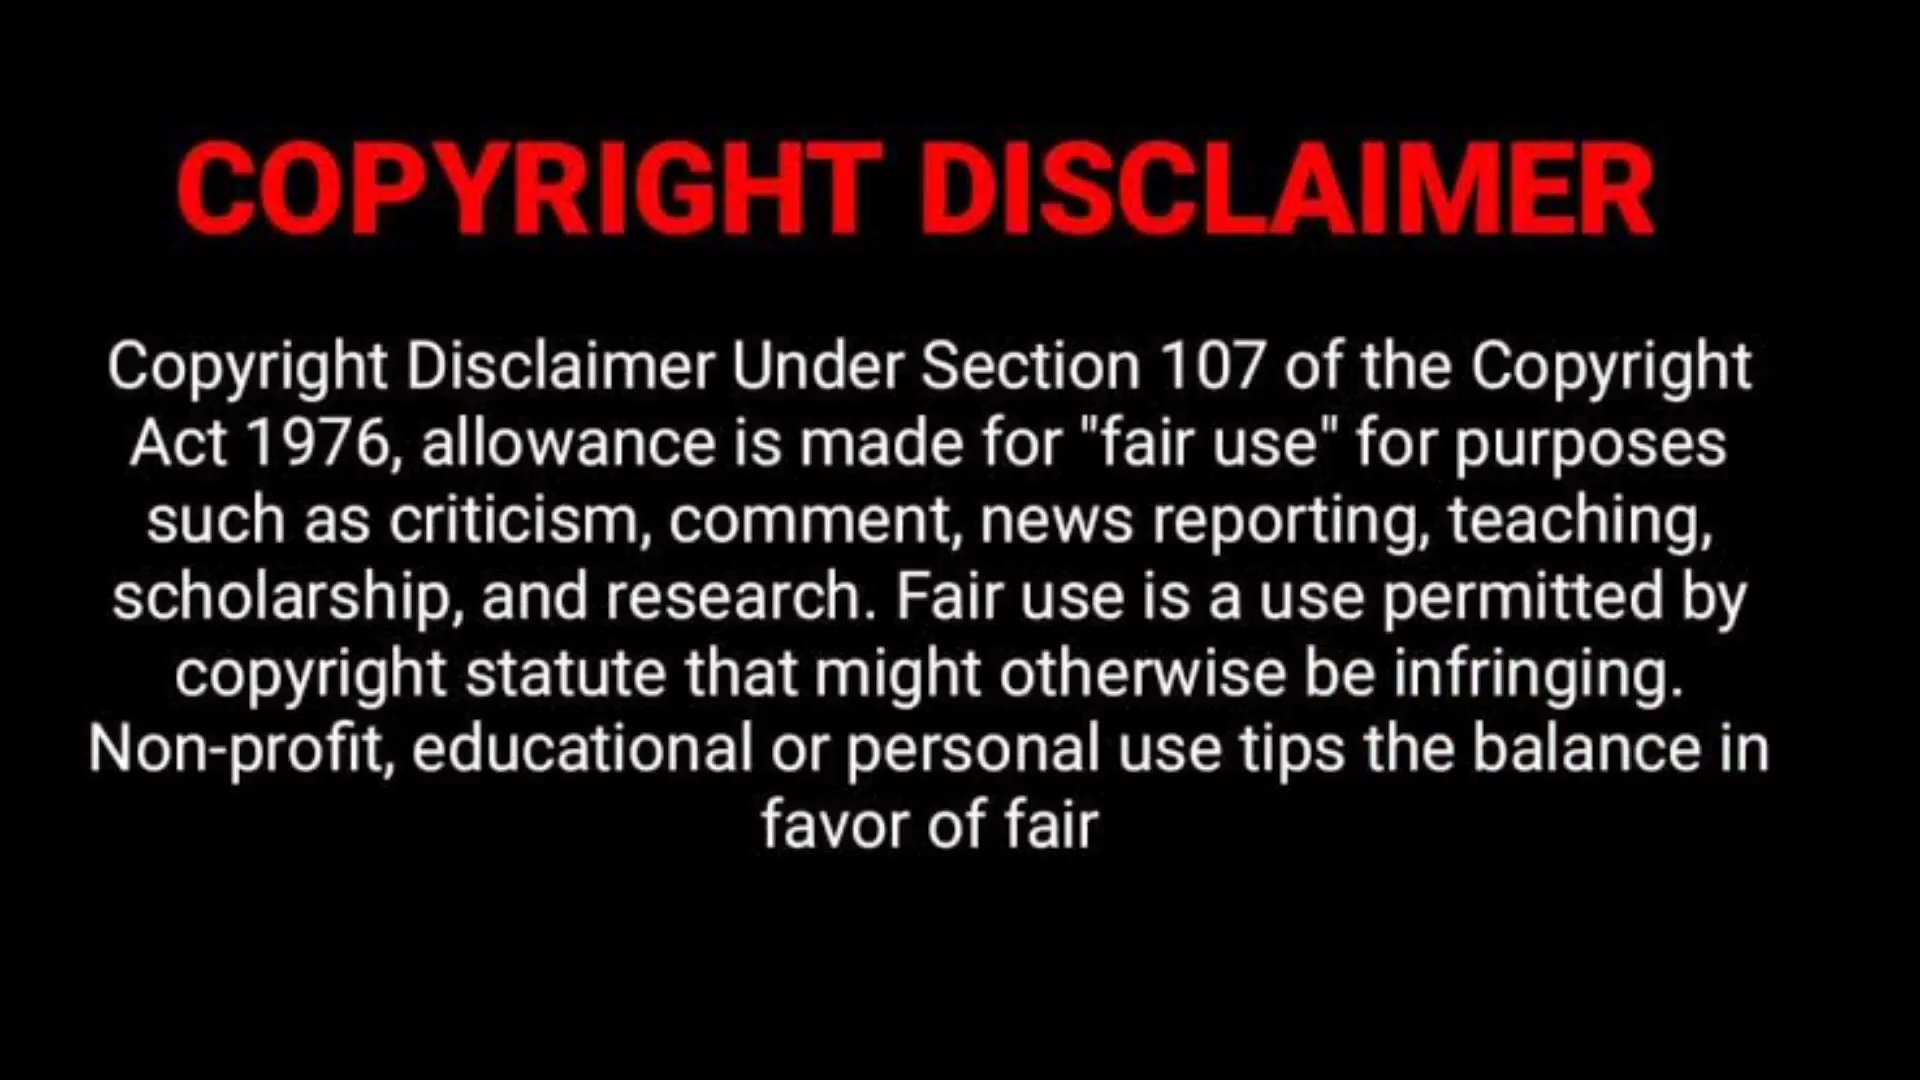 COPYRIGHT DISCLAIMER
Copyright Disclaimer Under Section 107 of the Copyright
Act 1976, allowance is made for "fair use" for purposes
such as criticism, comment, news reporting, teaching,
scholarship, and research. Fair use is a use permitted by
copyright statute that might otherwise be infringing.
Non-profit, educational or personal use tips the balance in
favor of fair